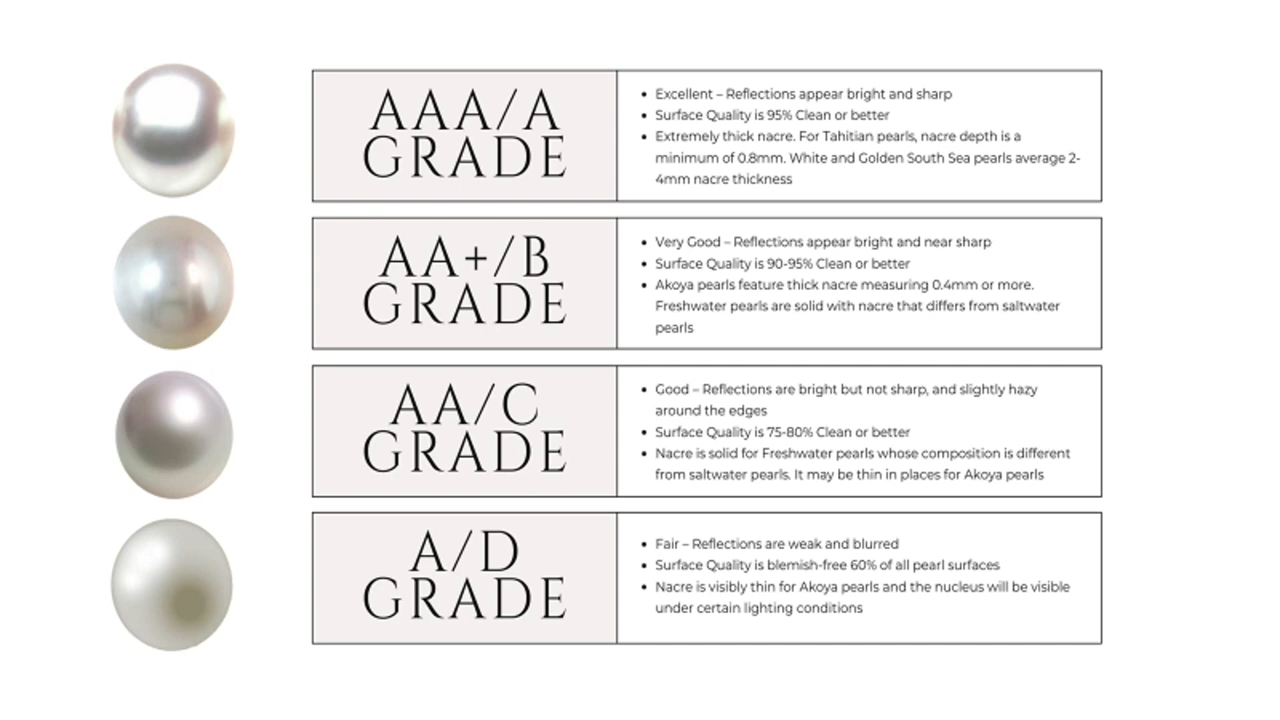 AAA/A
GRADE
• Excellent – Reflections appear bright and sharp
• Surface Quality is 95% Clean or better
• Extremely thick nacre. For Tahitian pearls, nacre depth is a
minimum of 0.8mm. White and Golden South Sea pearls average 2-
4mm nacre thickness
AA+/B
GRADE
• Very Good – Reflections appear bright and near sharp
• Surface Quality is 90-95% Clean or better
• Akoya pearls feature thick nacre measuring 0.4mm or more.
Freshwater pearls are solid with nacre that differs from saltwater
pearls
AA/C
GRADE
• Good – Reflections are bright but not sharp, and slightly hazy
around the edges
• Surface Quality is 75-80% Clean or better
• Nacre is solid for Freshwater pearls whose composition is different
from saltwater pearls. It may be thin in places for Akoya pearls
A/D
GRADE
• Fair – Reflections are weak and blurred
• Surface Quality is blemish-free 60% of all pearl surfaces
• Nacre is visibly thin for Akoya pearls and the nucleus will be visible
under certain lighting conditions